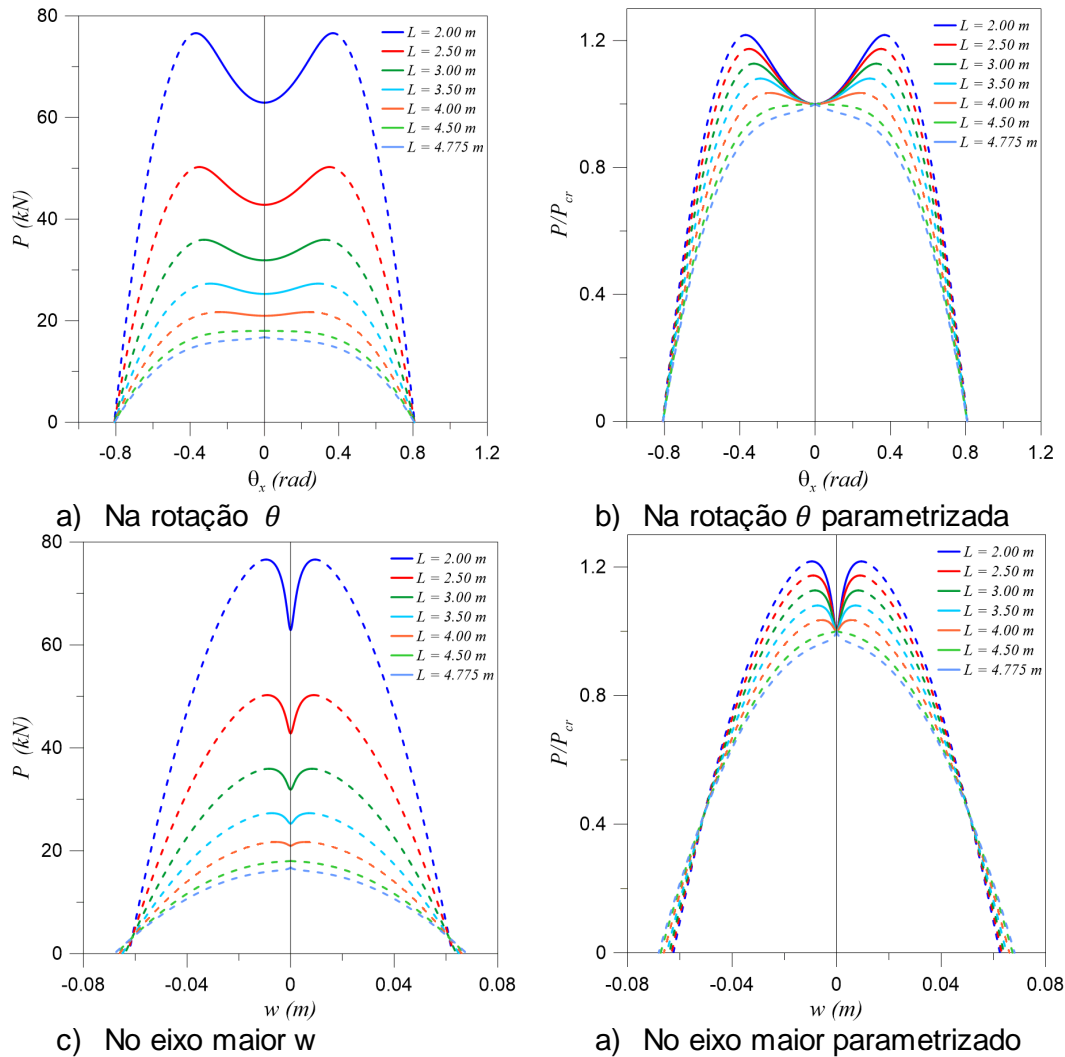 80
60
40
20
0
P (kN)
-0.8 -0.4 0 0.4 0.8 1.2
θx (rad)
L = 2.00 m
L = 2.50 m
L = 3.00 m
L = 3.50 m
L = 4.00 m
L = 4.50 m
L = 4.775 m
a) Na rotação θ
1.2
0.8
0.4
0
P/Pcr
-0.8 -0.4 0 0.4 0.8 1.2
θx (rad)
L = 2.00 m
L = 2.50 m
L = 3.00 m
L = 3.50 m
L = 4.00 m
L = 4.50 m
L = 4.775 m
b) Na rotação θ parametrizada
80
60
40
20
0
P (kN)
-0.08 -0.04 0 0.04 0.08
w (m)
L = 2.00 m
L = 2.50 m
L = 3.00 m
L = 3.50 m
L = 4.00 m
L = 4.50 m
L = 4.775 m
c) No eixo maior w
1.2
0.8
0.4
0
P/Pcr
-0.08 -0.04 0 0.04 0.08
w (m)
L = 2.00 m
L = 2.50 m
L = 3.00 m
L = 3.50 m
L = 4.00 m
L = 4.50 m
L = 4.775 m
a) No eixo maior parametrizado